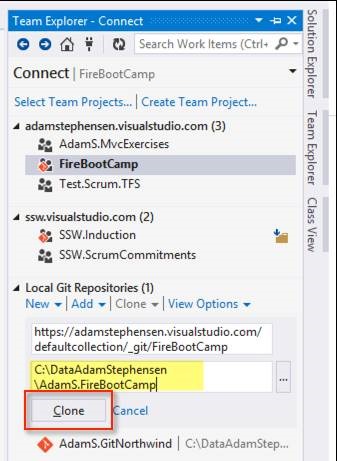 Team Explorer - Connect
Search Work Items (Ctrl+
Connect | FireBootCamp
Select Team Projects... | Create Team Project...
adamstephensen.visualstudio.com (3)
AdamS.MvcExercises
FireBootCamp
Test.Scrum.TFS
ssw.visualstudio.com (2)
SSW.Induction
SSW.ScrumCommitments
Local Git Repositories (1)
New | Add | Clone | View Options
https://adamstephensen.visualstudio.com/
defaultcollection/_git/FireBootCamp
C:\DataAdamStephensen
\AdamS.FireBootCamp
...
Clone Cancel
AdamS.GitNorthwind | C:\DataAdamStep...
Solution Explorer
Team Explorer
Class View